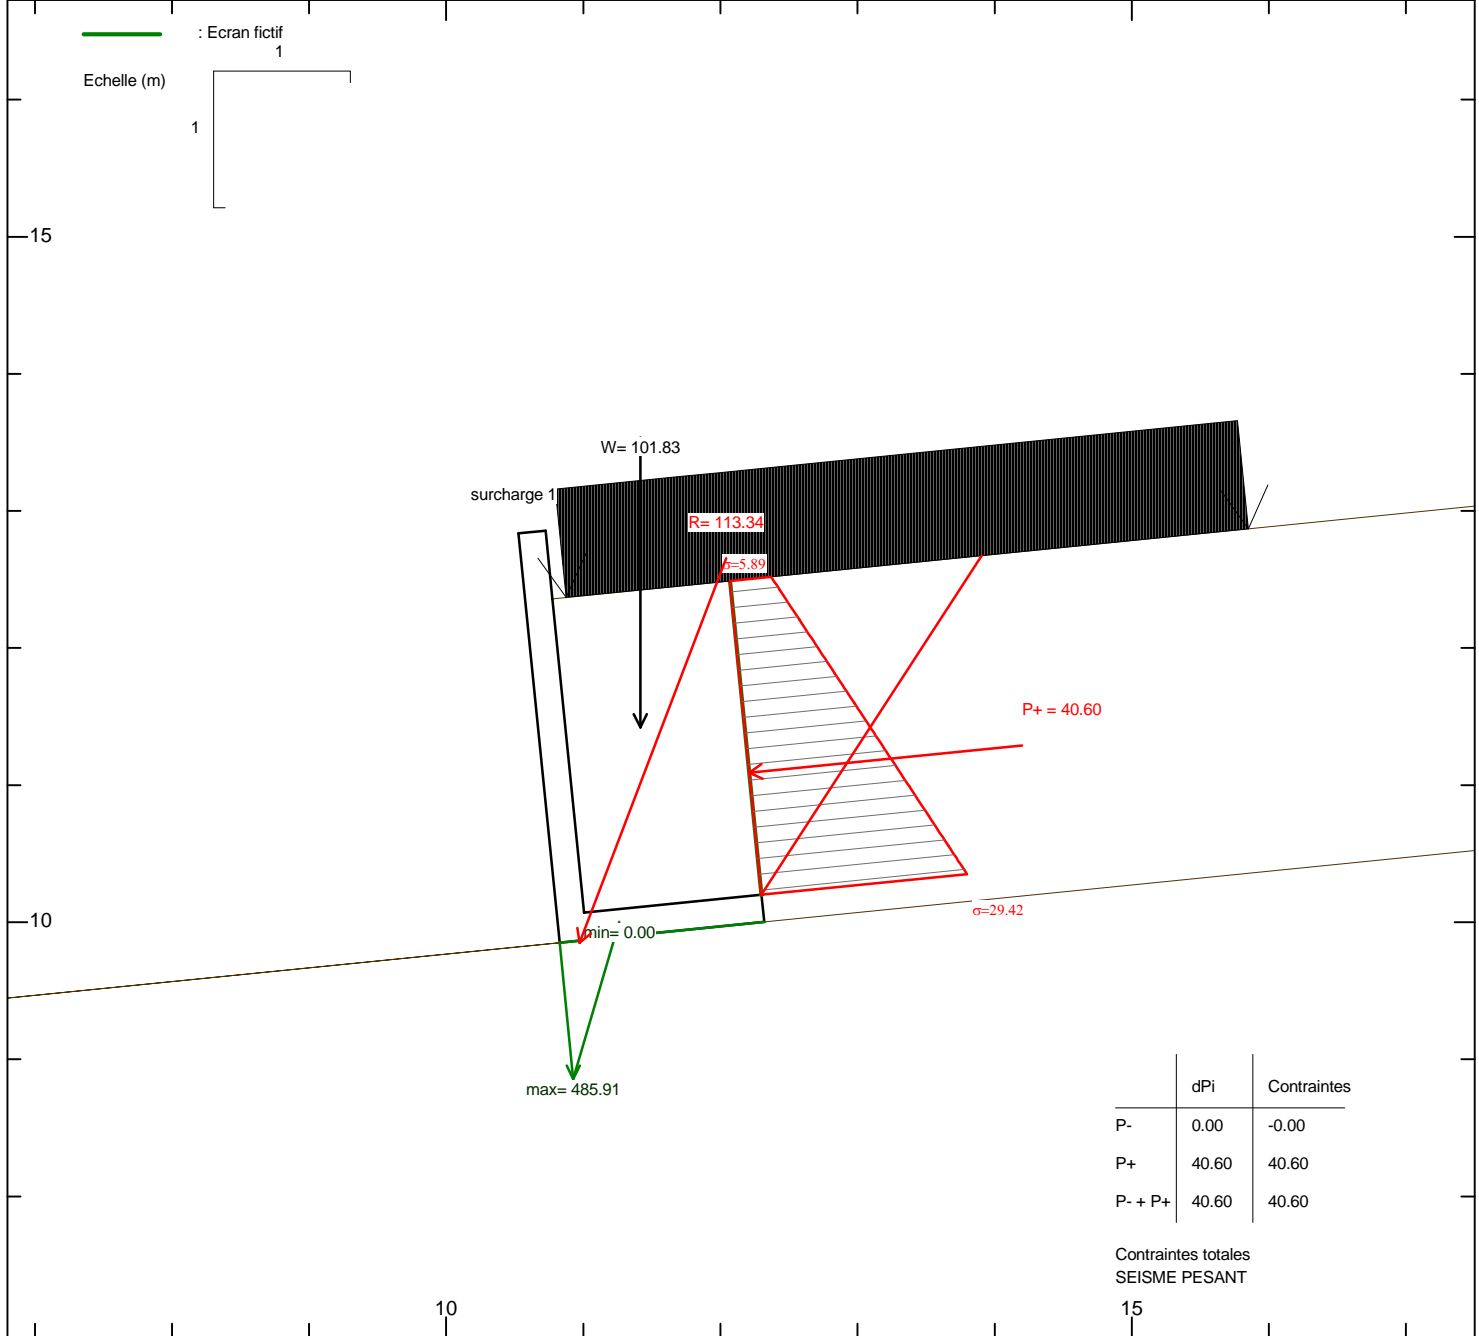 : Ecran fictif
1
Echelle (m)
1
15
W= 101.83
surcharge 1
R= 113.34
σ=5.89
P+ = 40.60
σ=29.42
10
min= 0.00
max= 485.91
dPi Contraintes
P- 0.00 -0.00
P+ 40.60 40.60
P- + P+ 40.60 40.60
Contraintes totales
SEISME PESANT
10 15